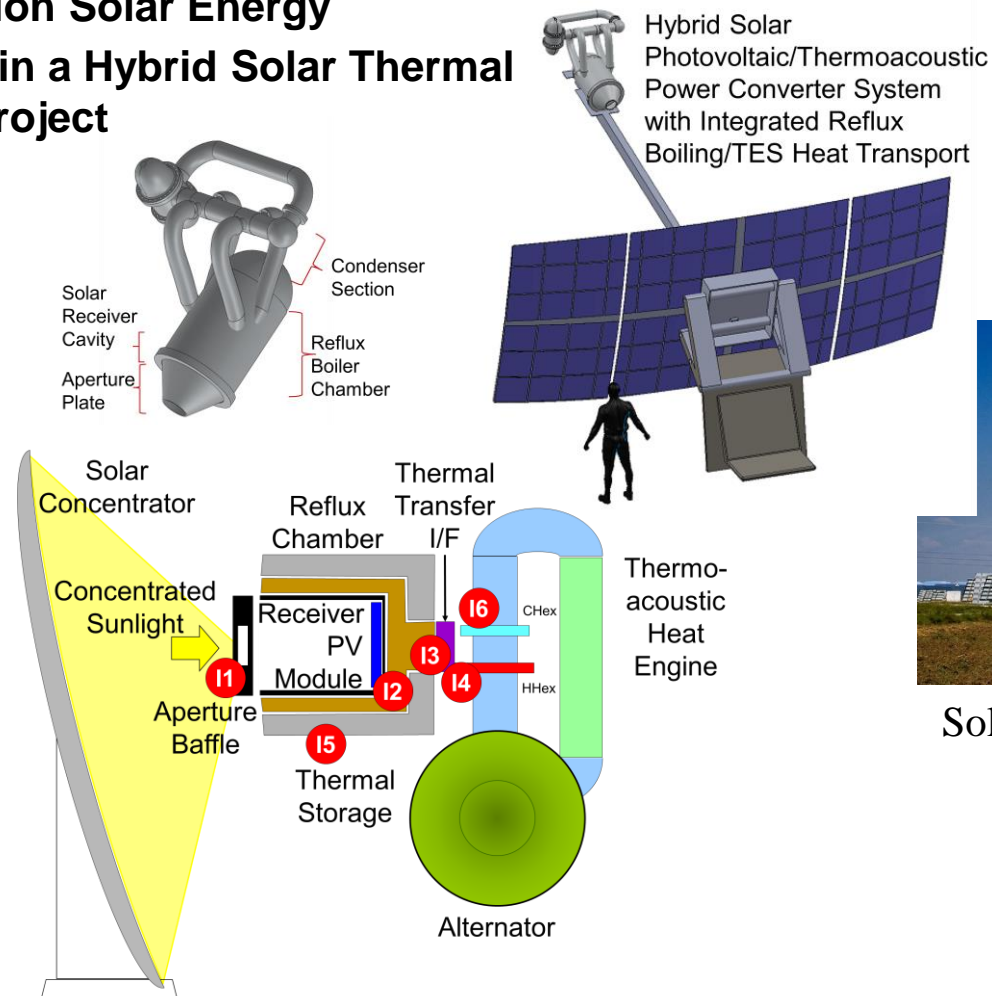 ion Solar Energy
in a Hybrid Solar Thermal
roject
Hybrid Solar
Photovoltaic/Thermoacoustic
Power Converter System
with Integrated Reflux
Boiling/TES Heat Transport
Condenser
Section
Solar
Receiver
Cavity
Reflux
Boiler
Chamber
Aperture
Plate
Solar
Concentrator
Reflux
Chamber
Thermal
Transfer
I/F
Concentrated
Sunlight
Receiver
PV
Module
I1
I2
I3
I4
I5
I6
CHex
HHex
Thermo-
acoustic
Heat
Engine
Aperture
Baffle
Thermal
Storage
Alternator
Sol